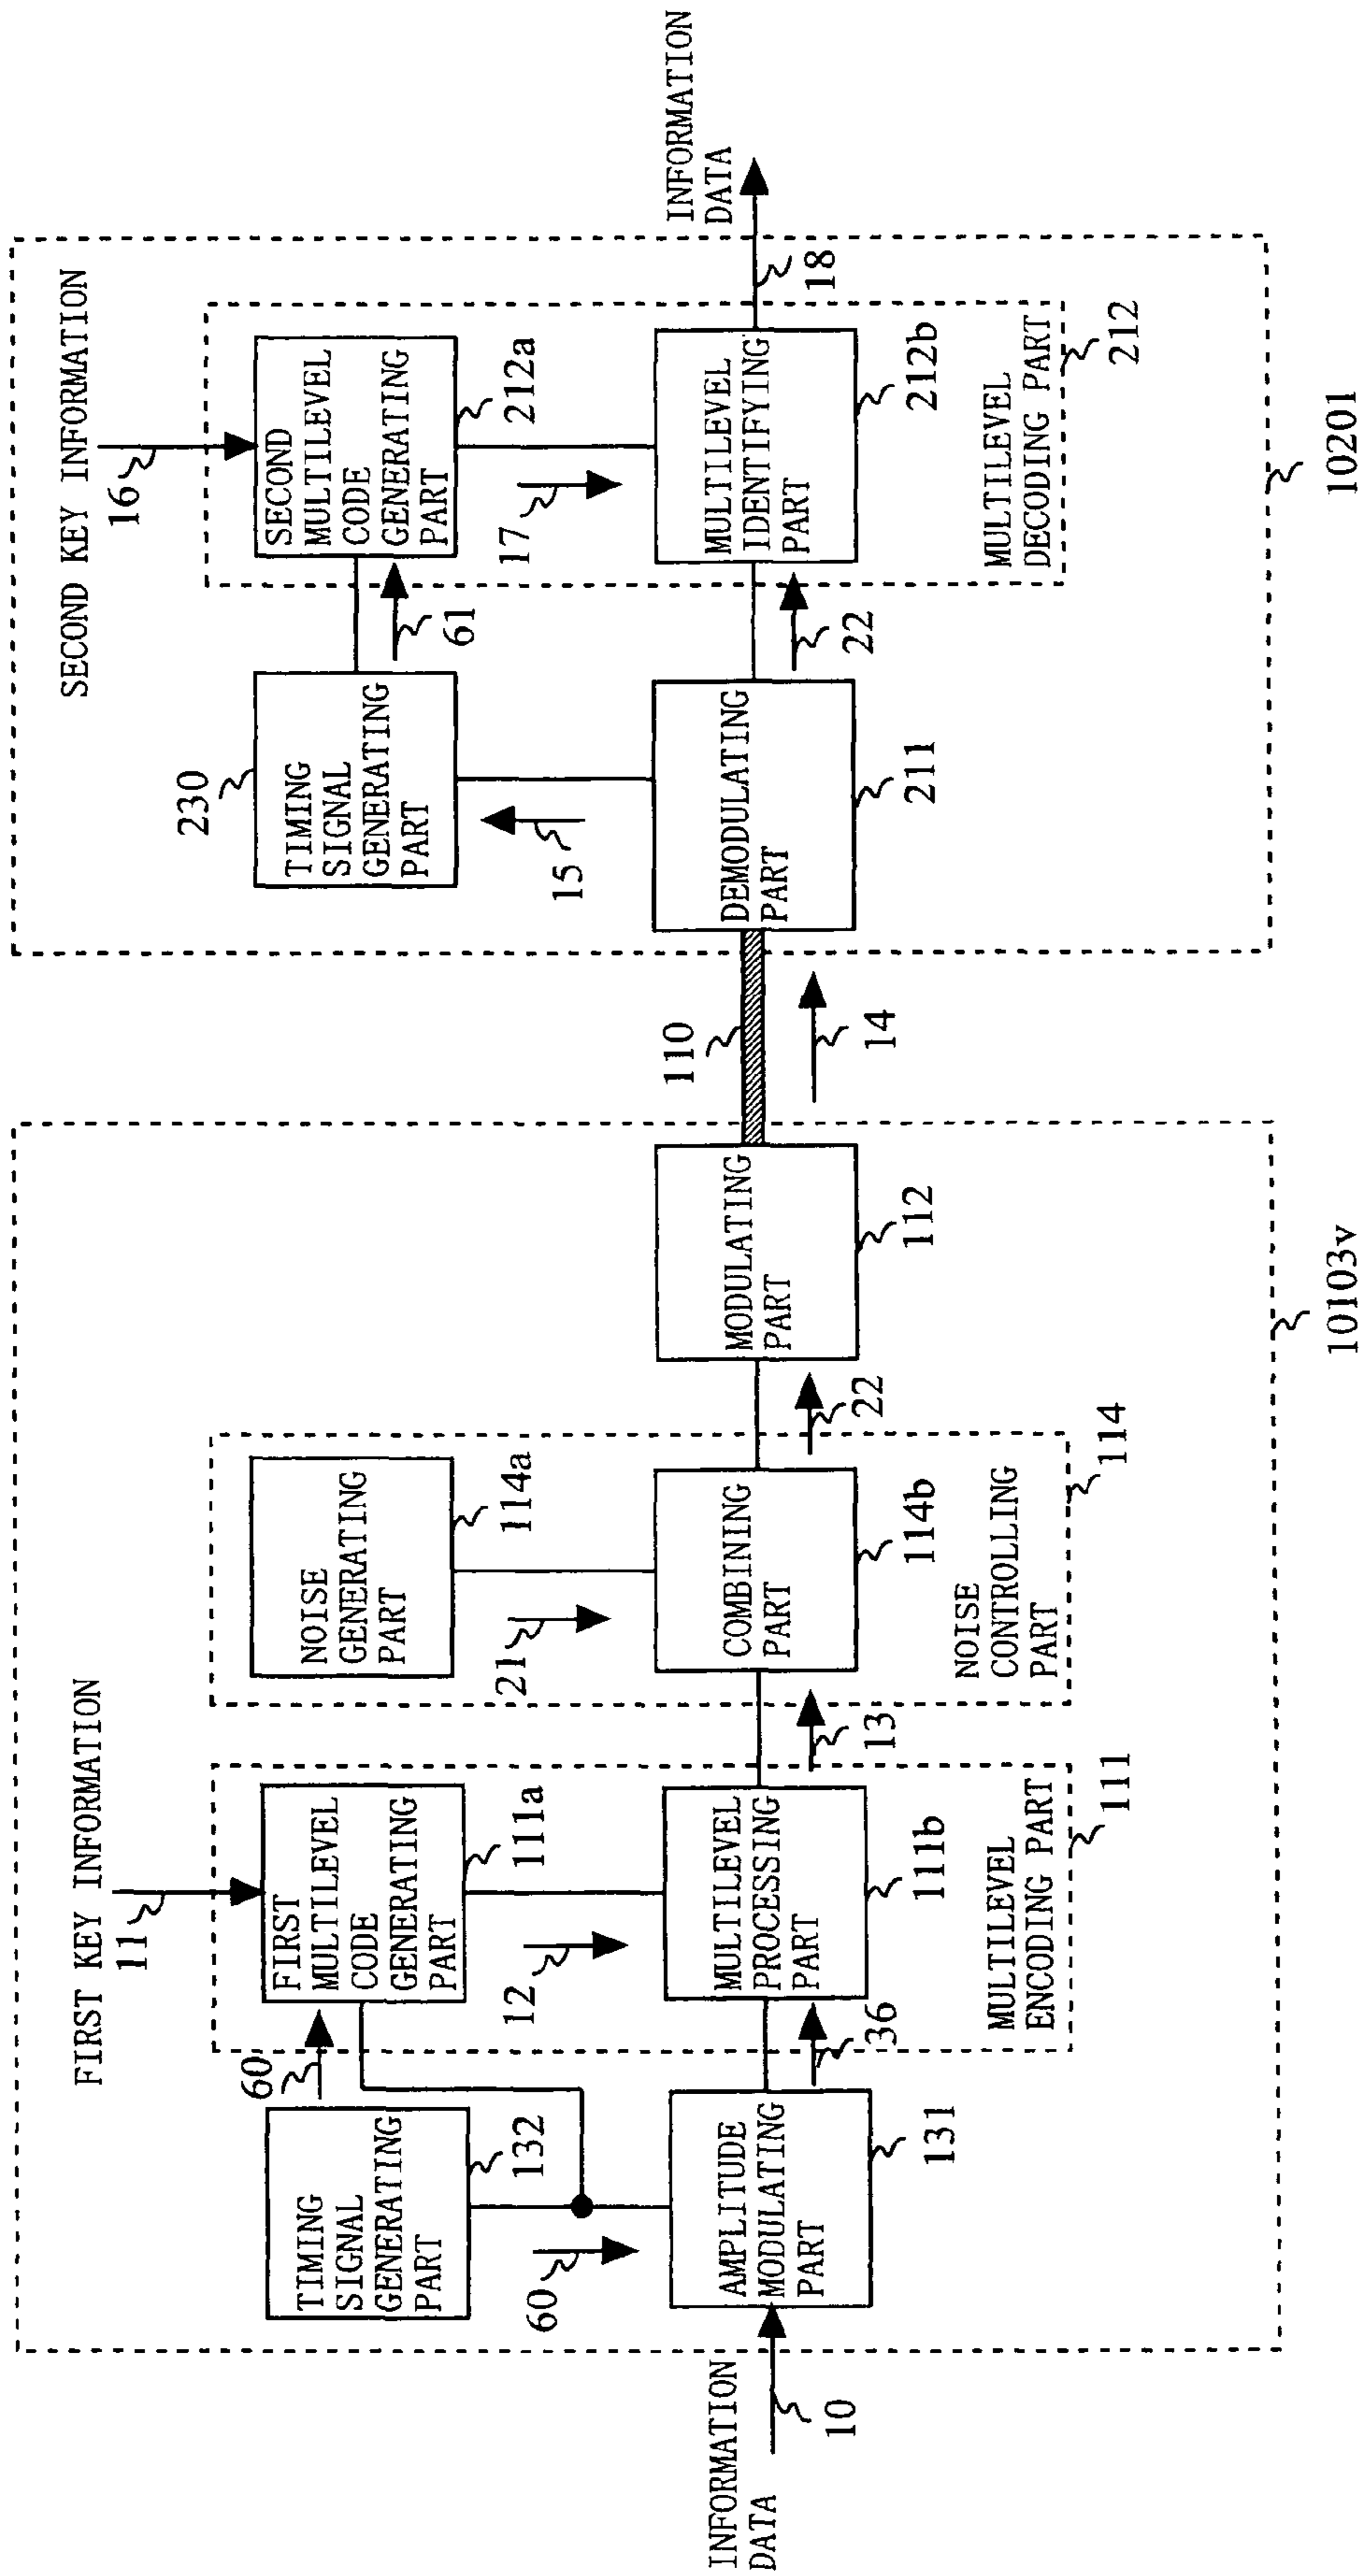 FIRST KEY INFORMATION
11
60
TIMING
SIGNAL
GENERATING
PART
132
60
INFORMATION
DATA
10
AMPLITUDE
MODULATING
PART
131
36
FIRST
MULTILEVEL
CODE
GENERATING
PART
111a
12
MULTILEVEL
PROCESSING
PART
111b
MULTILEVEL
ENCODING PART
111
13
NOISE
GENERATING
PART
114a
21
COMBINING
PART
114b
NOISE
CONTROLLING
PART
114
22
MODULATING
PART
112
10103v
110
14
SECOND KEY INFORMATION
16
230
TIMING
SIGNAL
GENERATING
PART
15
61
DEMODULATING
PART
211
22
SECOND
MULTILEVEL
CODE
GENERATING
PART
212a
17
MULTILEVEL
IDENTIFYING
PART
212b
MULTILEVEL
DECODING PART
212
18
INFORMATION
DATA
10201